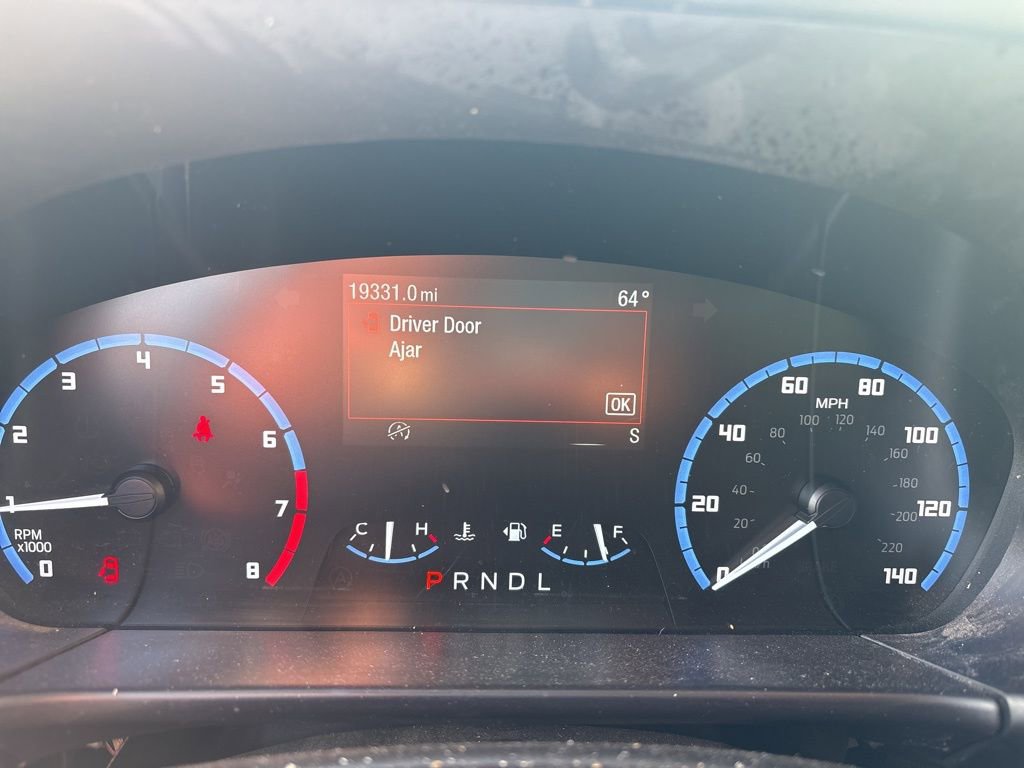 19331.0 mi 64°
Driver Door
Ajar
OK
S
0 1 2 3 4 5 6 7 8
RPM
x1000
C H E F
P R N D L
0 20 40 60 80 100 120 140
MPH
20 40 60 80 100 120 140 160 180 200 220